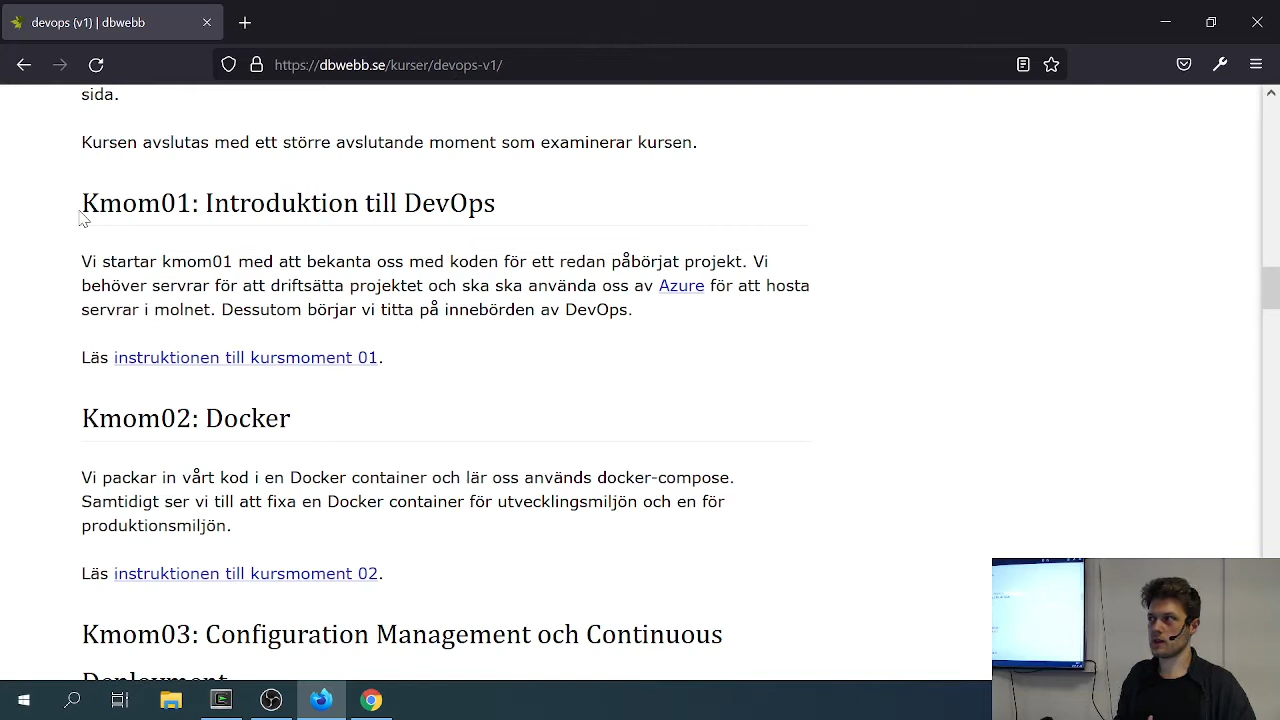 devops (v1) | dbwebb
https://dbwebb.se/kurser/devops-v1/
sida.
Kursen avslutas med ett större avslutande moment som examinerar kursen.
Kmom01: Introduktion till DevOps
Vi startar kmom01 med att bekanta oss med koden för ett redan påbörjat projekt. Vi
behöver servrar för att driftsätta projektet och ska ska använda oss av Azure för att hosta
servrar i molnet. Dessutom börjar vi titta på innebörden av DevOps.
Läs instruktionen till kursmoment 01.
Kmom02: Docker
Vi packar in vårt kod i en Docker container och lär oss används docker-compose.
Samtidigt ser vi till att fixa en Docker container för utvecklingsmiljön och en för
produktionsmiljön.
Läs instruktionen till kursmoment 02.
Kmom03: Configuration Management och Continuous
Deployment